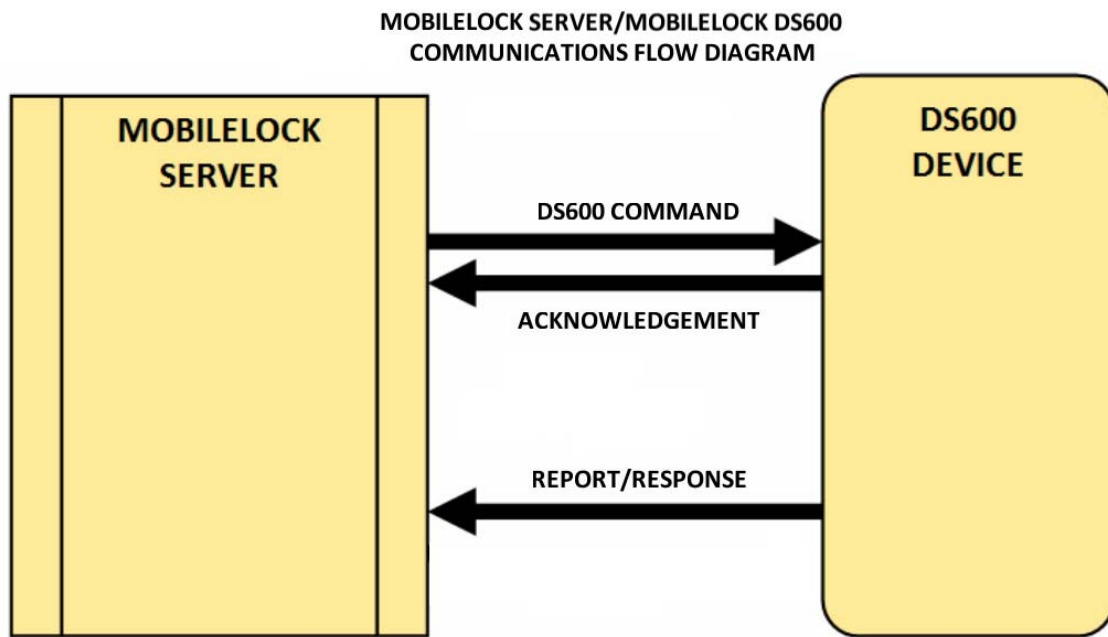 MOBILELOCK SERVER/MOBILELOCK DS600
COMMUNICATIONS FLOW DIAGRAM
MOBILELOCK
SERVER
DS600
DEVICE
DS600 COMMAND
ACKNOWLEDGEMENT
REPORT/RESPONSE